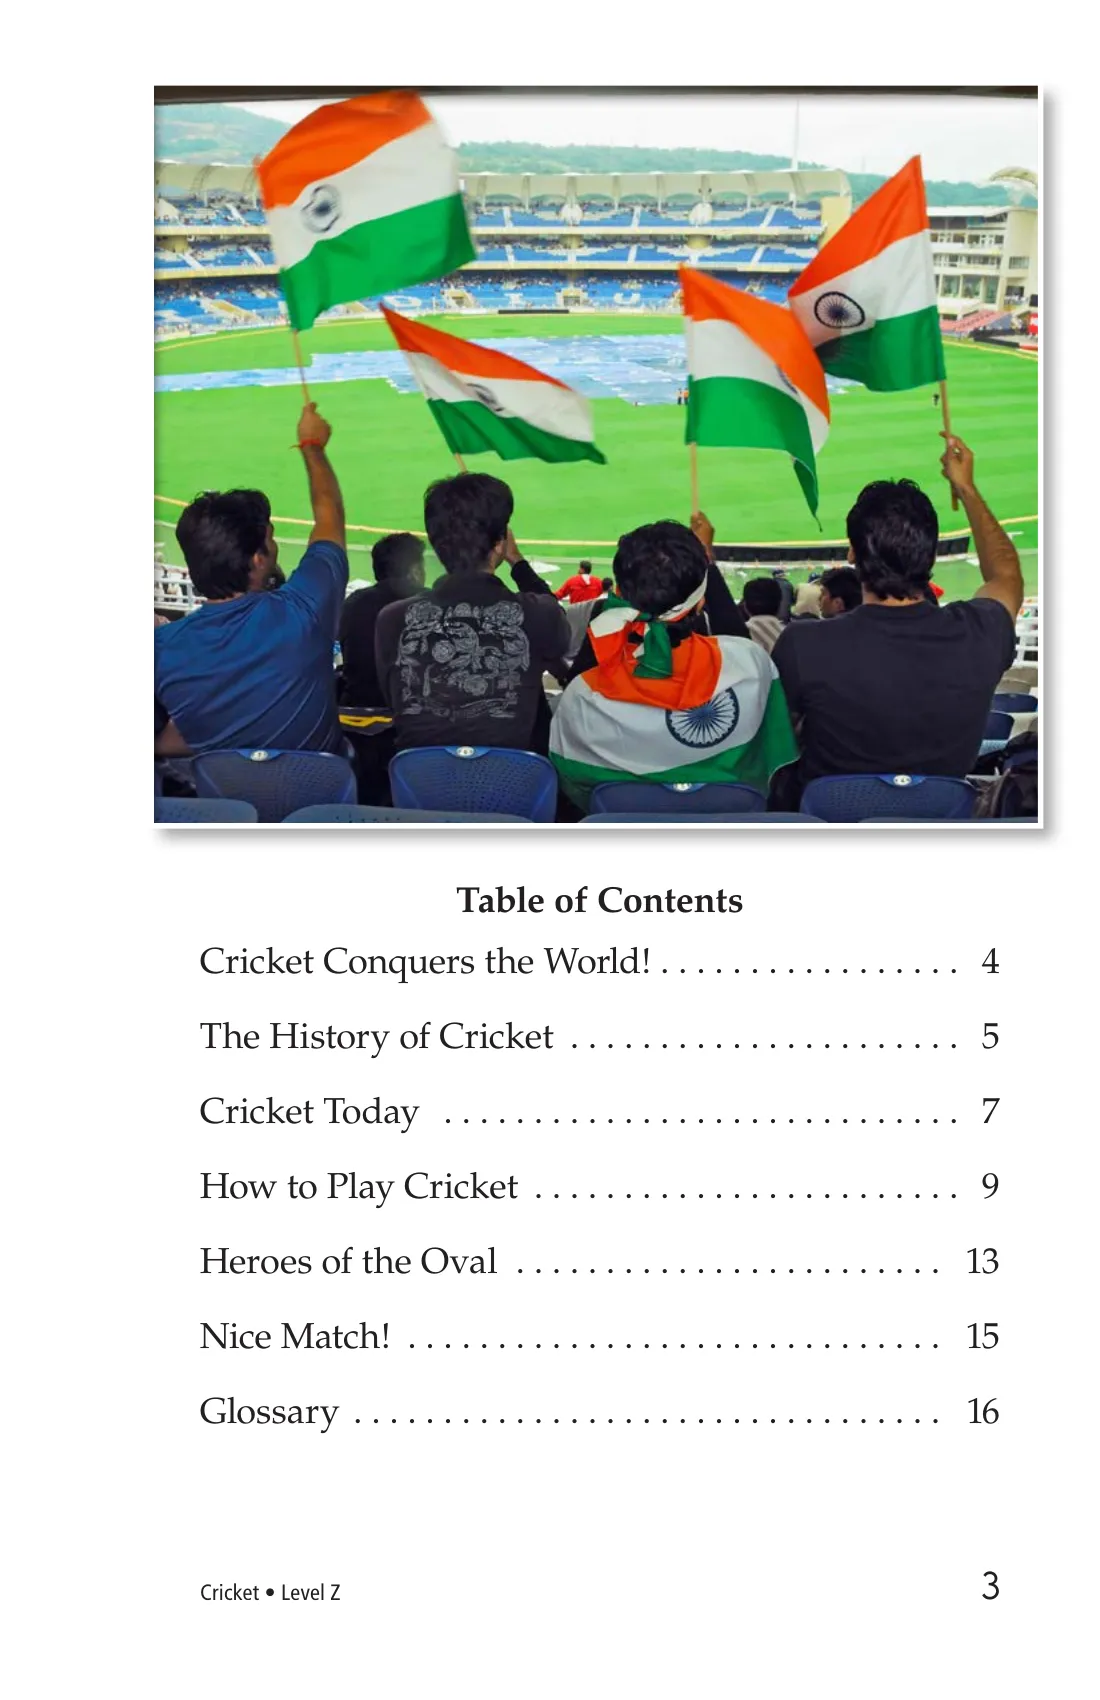 Table of Contents
Cricket Conquers the World! . . . . . . . . . . . . . . . . . 4
The History of Cricket . . . . . . . . . . . . . . . . . . . . . . 5
Cricket Today . . . . . . . . . . . . . . . . . . . . . . . . . . . . . 7
How to Play Cricket . . . . . . . . . . . . . . . . . . . . . . . . 9
Heroes of the Oval . . . . . . . . . . . . . . . . . . . . . . . . 13
Nice Match! . . . . . . . . . . . . . . . . . . . . . . . . . . . . . . 15
Glossary . . . . . . . . . . . . . . . . . . . . . . . . . . . . . . . . . 16
Cricket • Level Z 3